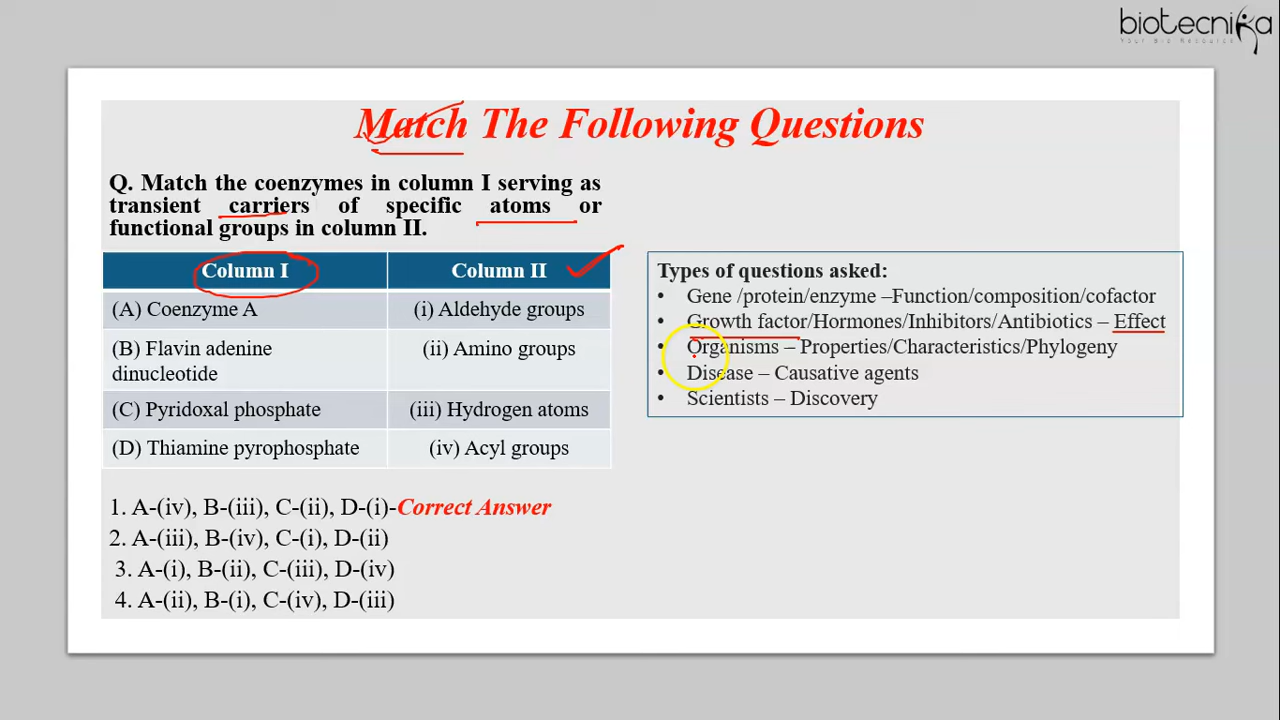 biotecnika
Your Bio Resource
Match The Following Questions
Q. Match the coenzymes in column I serving as
transient carriers of specific atoms or
functional groups in column II.
Column I Column II
(A) Coenzyme A (i) Aldehyde groups
(B) Flavin adenine
dinucleotide (ii) Amino groups
(C) Pyridoxal phosphate (iii) Hydrogen atoms
(D) Thiamine pyrophosphate (iv) Acyl groups
1. A-(iv), B-(iii), C-(ii), D-(i)-Correct Answer
2. A-(iii), B-(iv), C-(i), D-(ii)
3. A-(i), B-(ii), C-(iii), D-(iv)
4. A-(ii), B-(i), C-(iv), D-(iii)
Types of questions asked:
• Gene /protein/enzyme –Function/composition/cofactor
• Growth factor/Hormones/Inhibitors/Antibiotics – Effect
• Organisms – Properties/Characteristics/Phylogeny
• Disease – Causative agents
• Scientists – Discovery